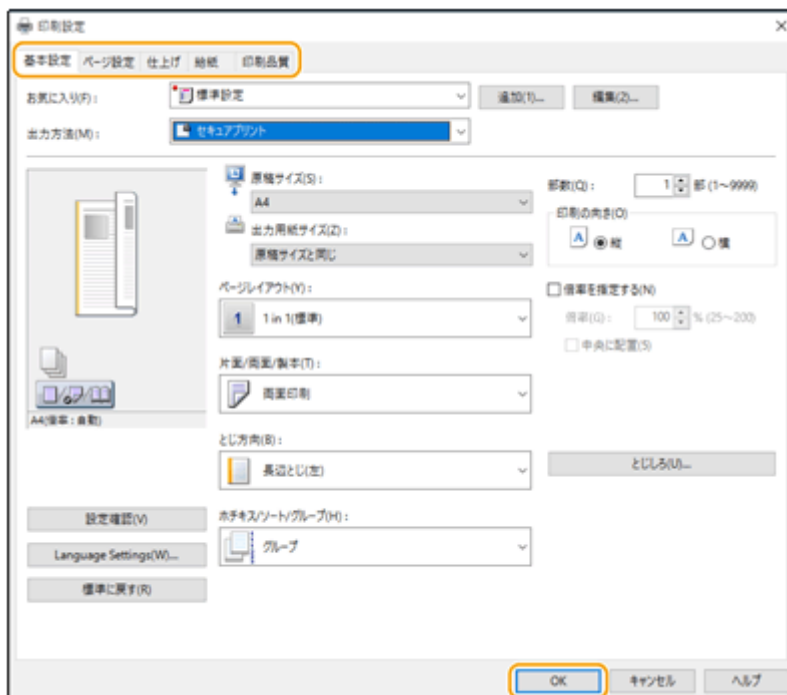 印刷設定
基本設定 ページ設定 仕上げ 給紙 印刷品質
お気に入り(F): 標準設定 追加(1)... 編集(2)...
出力方法(M): セキュアプリント
原稿サイズ(S):
A4
出力用紙サイズ(Z):
原稿サイズと同じ
部数(Q): 1 部 (1~9999)
印刷の向き(O)
A 縦 A 横
ページレイアウト(Y):
1 1 in 1(標準)
倍率を指定する(N)
倍率(G): 100 % (25~200)
中央に配置(5)
片面/両面/製本(T):
両面印刷
A4(倍率:自動)
とじ方向(B):
長辺とじ(左)
とじしろ(U)...
設定確認(V)
Language Settings(W)...
標準に戻す(R)
ホチキス/ソート/グループ(H):
グループ
OK キャンセル ヘルプ